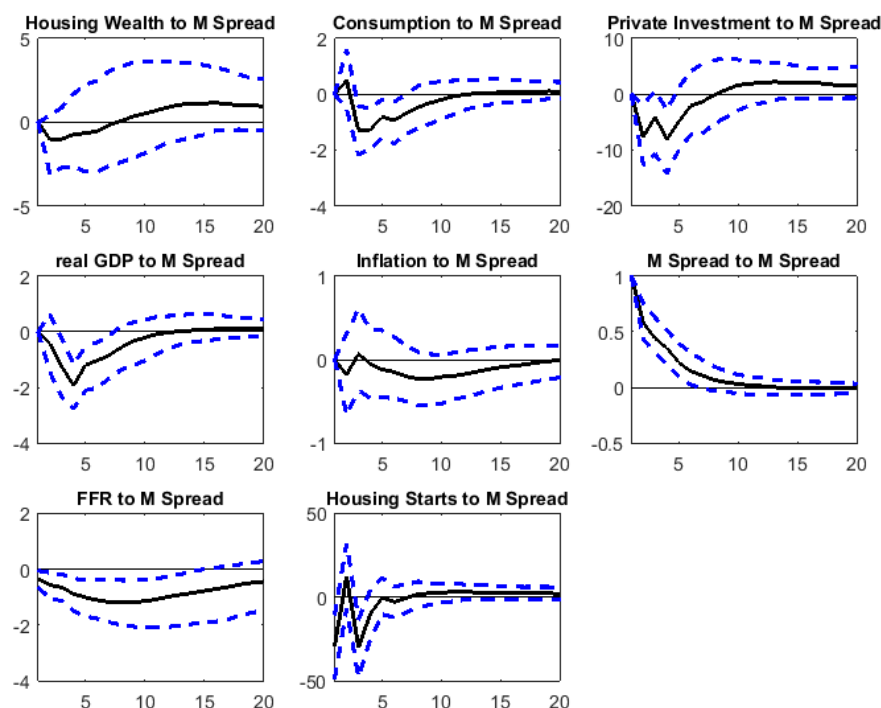 Housing Wealth to M Spread
5
0
-5
5 10 15 20
Consumption to M Spread
2
0
-2
-4
5 10 15 20
Private Investment to M Spread
10
0
-10
-20
5 10 15 20
real GDP to M Spread
2
0
-2
-4
5 10 15 20
Inflation to M Spread
1
0
-1
5 10 15 20
M Spread to M Spread
1
0.5
0
-0.5
5 10 15 20
FFR to M Spread
2
0
-2
-4
5 10 15 20
Housing Starts to M Spread
50
0
-50
5 10 15 20